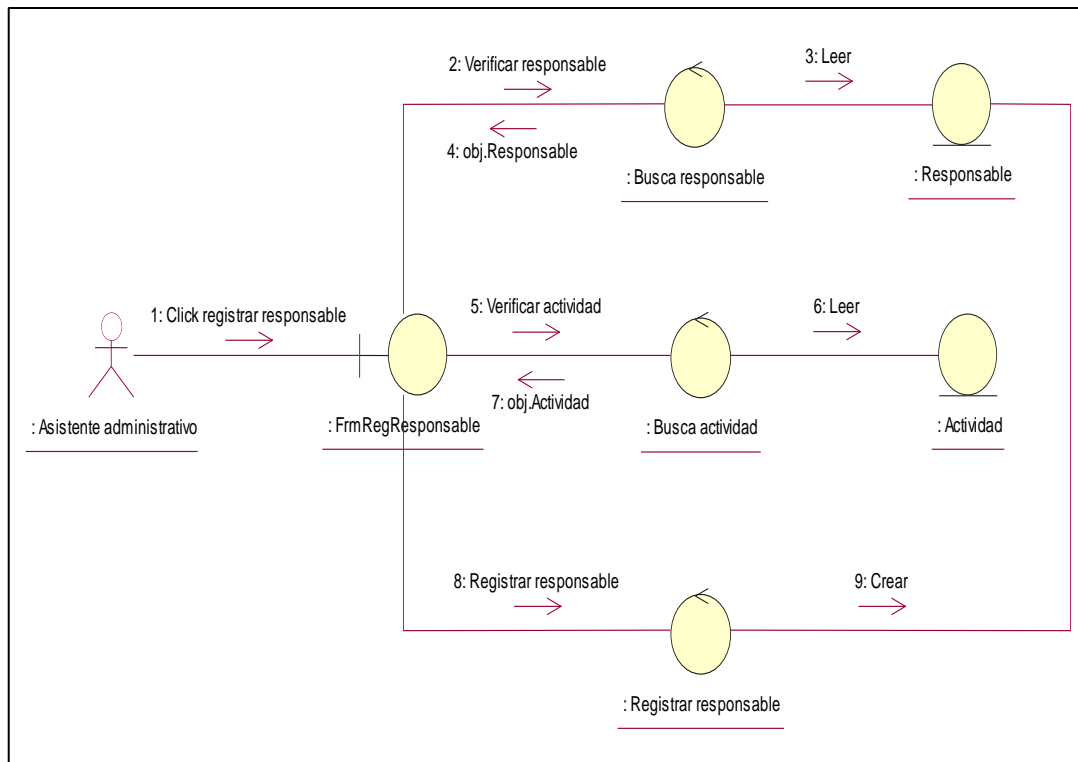 2: Verificar responsable
3: Leer
4: obj.Responsable
: Busca responsable
: Responsable
1: Click registrar responsable
5: Verificar actividad
6: Leer
7: obj.Actividad
: Asistente administrativo
: FrmRegResponsable
: Busca actividad
: Actividad
8: Registrar responsable
9: Crear
: Registrar responsable